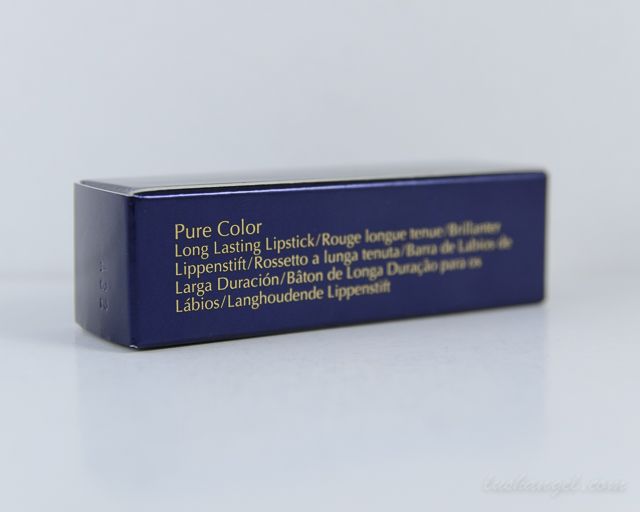 Pure Color
Long Lasting Lipstick/Rouge longue tenue/Brillanter
Lippenstift/Rossetto a lunga tenuta/Barra de Labios de
Larga Duración/Bâton de Longa Duração para os
Lábios/Langhoudende Lippenstift